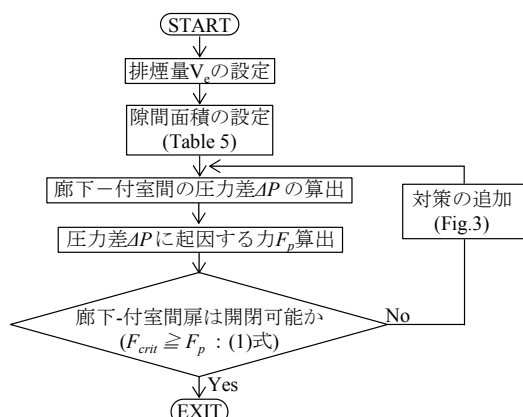 START
排煙量Veの設定
隙間面積の設定
(Table 5)
廊下－付室間の圧力差ΔP の算出
対策の追加
(Fig.3)
圧力差ΔP に起因する力Fp算出
廊下-付室間扉は開閉可能か
(Fcrit ≧ Fp : (1)式)
No
Yes
EXIT